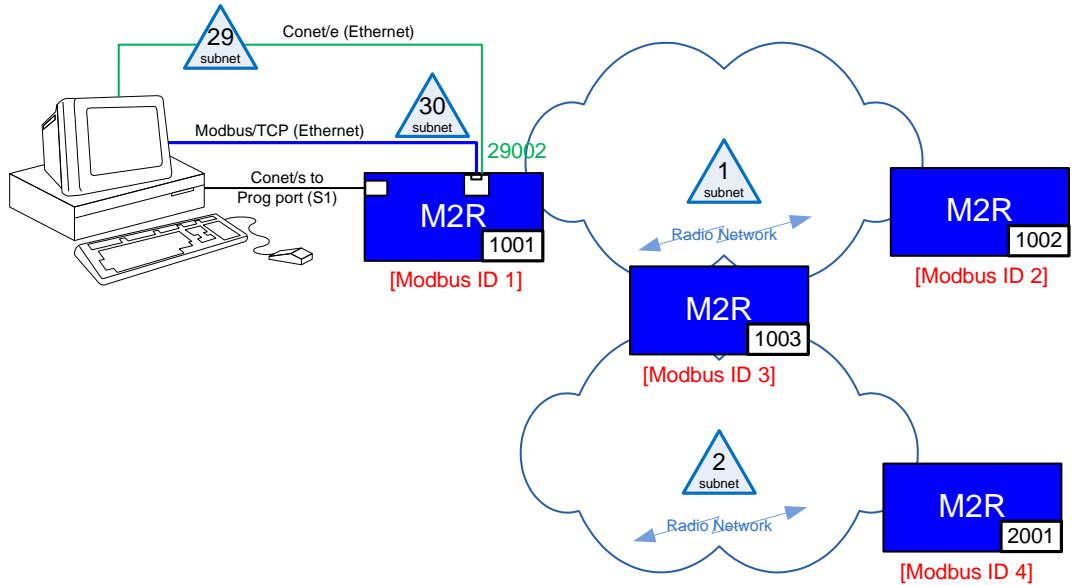 Conet/e (Ethernet)
29
subnet
30
subnet
Modbus/TCP (Ethernet)
29002
Conet/s to
Prog port (S1)
M2R
1001
[Modbus ID 1]
1
subnet
Radio Network
M2R
1002
[Modbus ID 2]
M2R
1003
[Modbus ID 3]
2
subnet
Radio Network
M2R
2001
[Modbus ID 4]